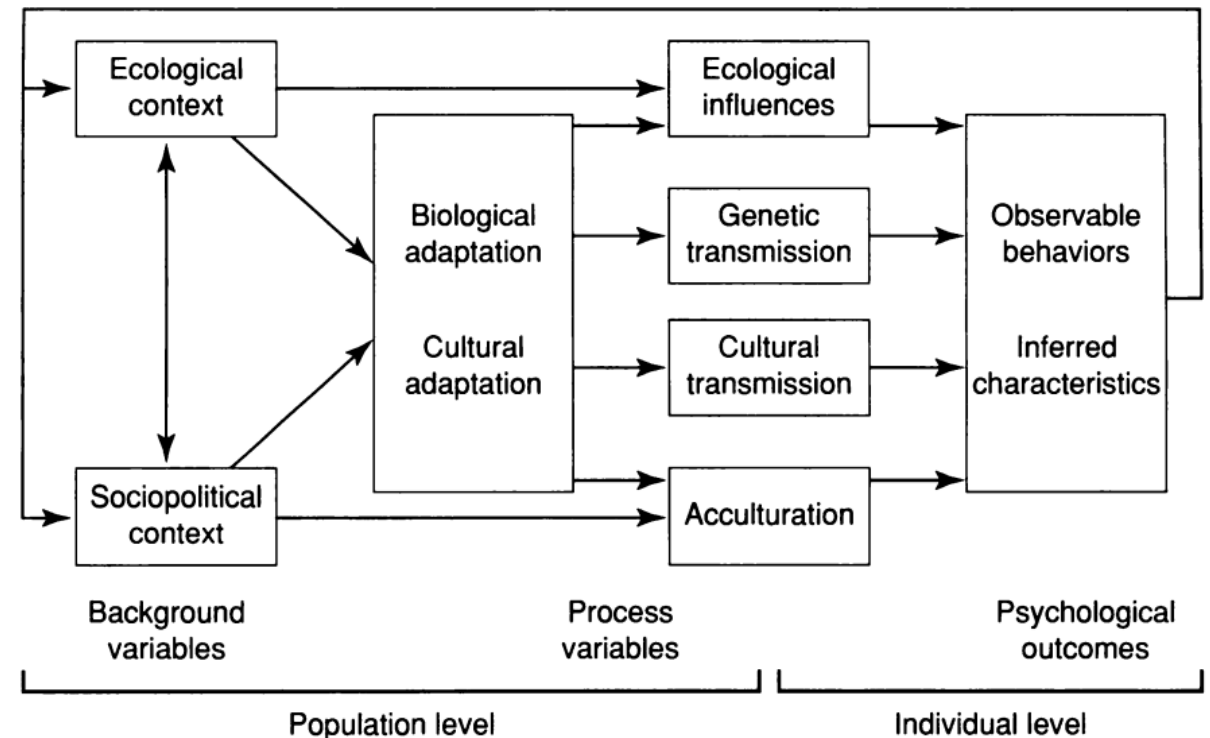 Ecological
context
Ecological
influences
Biological
adaptation
Cultural
adaptation
Genetic
transmission
Cultural
transmission
Observable
behaviors
Inferred
characteristics
Sociopolitical
context
Acculturation
Background
variables
Process
variables
Psychological
outcomes
Population level
Individual level